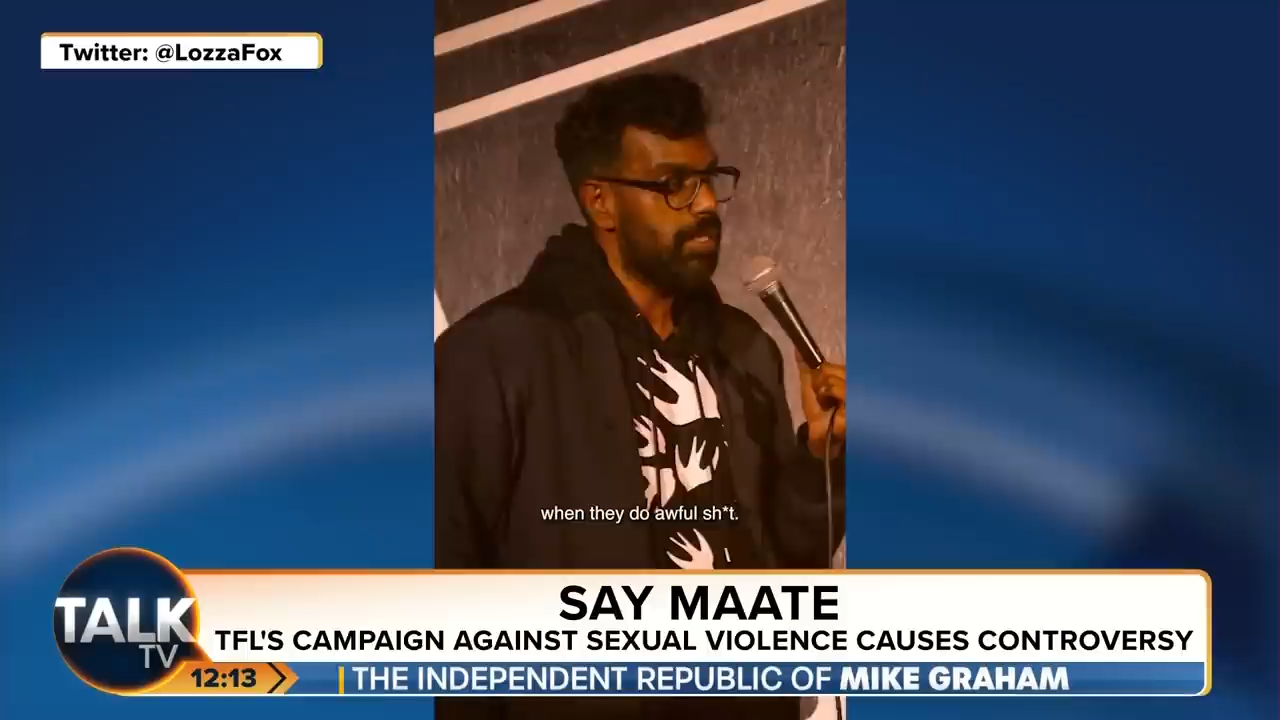 Twitter: @LozzaFox
when they do awful sh*t.
SAY MAATE
TFL'S CAMPAIGN AGAINST SEXUAL VIOLENCE CAUSES CONTROVERSY
TALK
TV
12:13
THE INDEPENDENT REPUBLIC OF MIKE GRAHAM